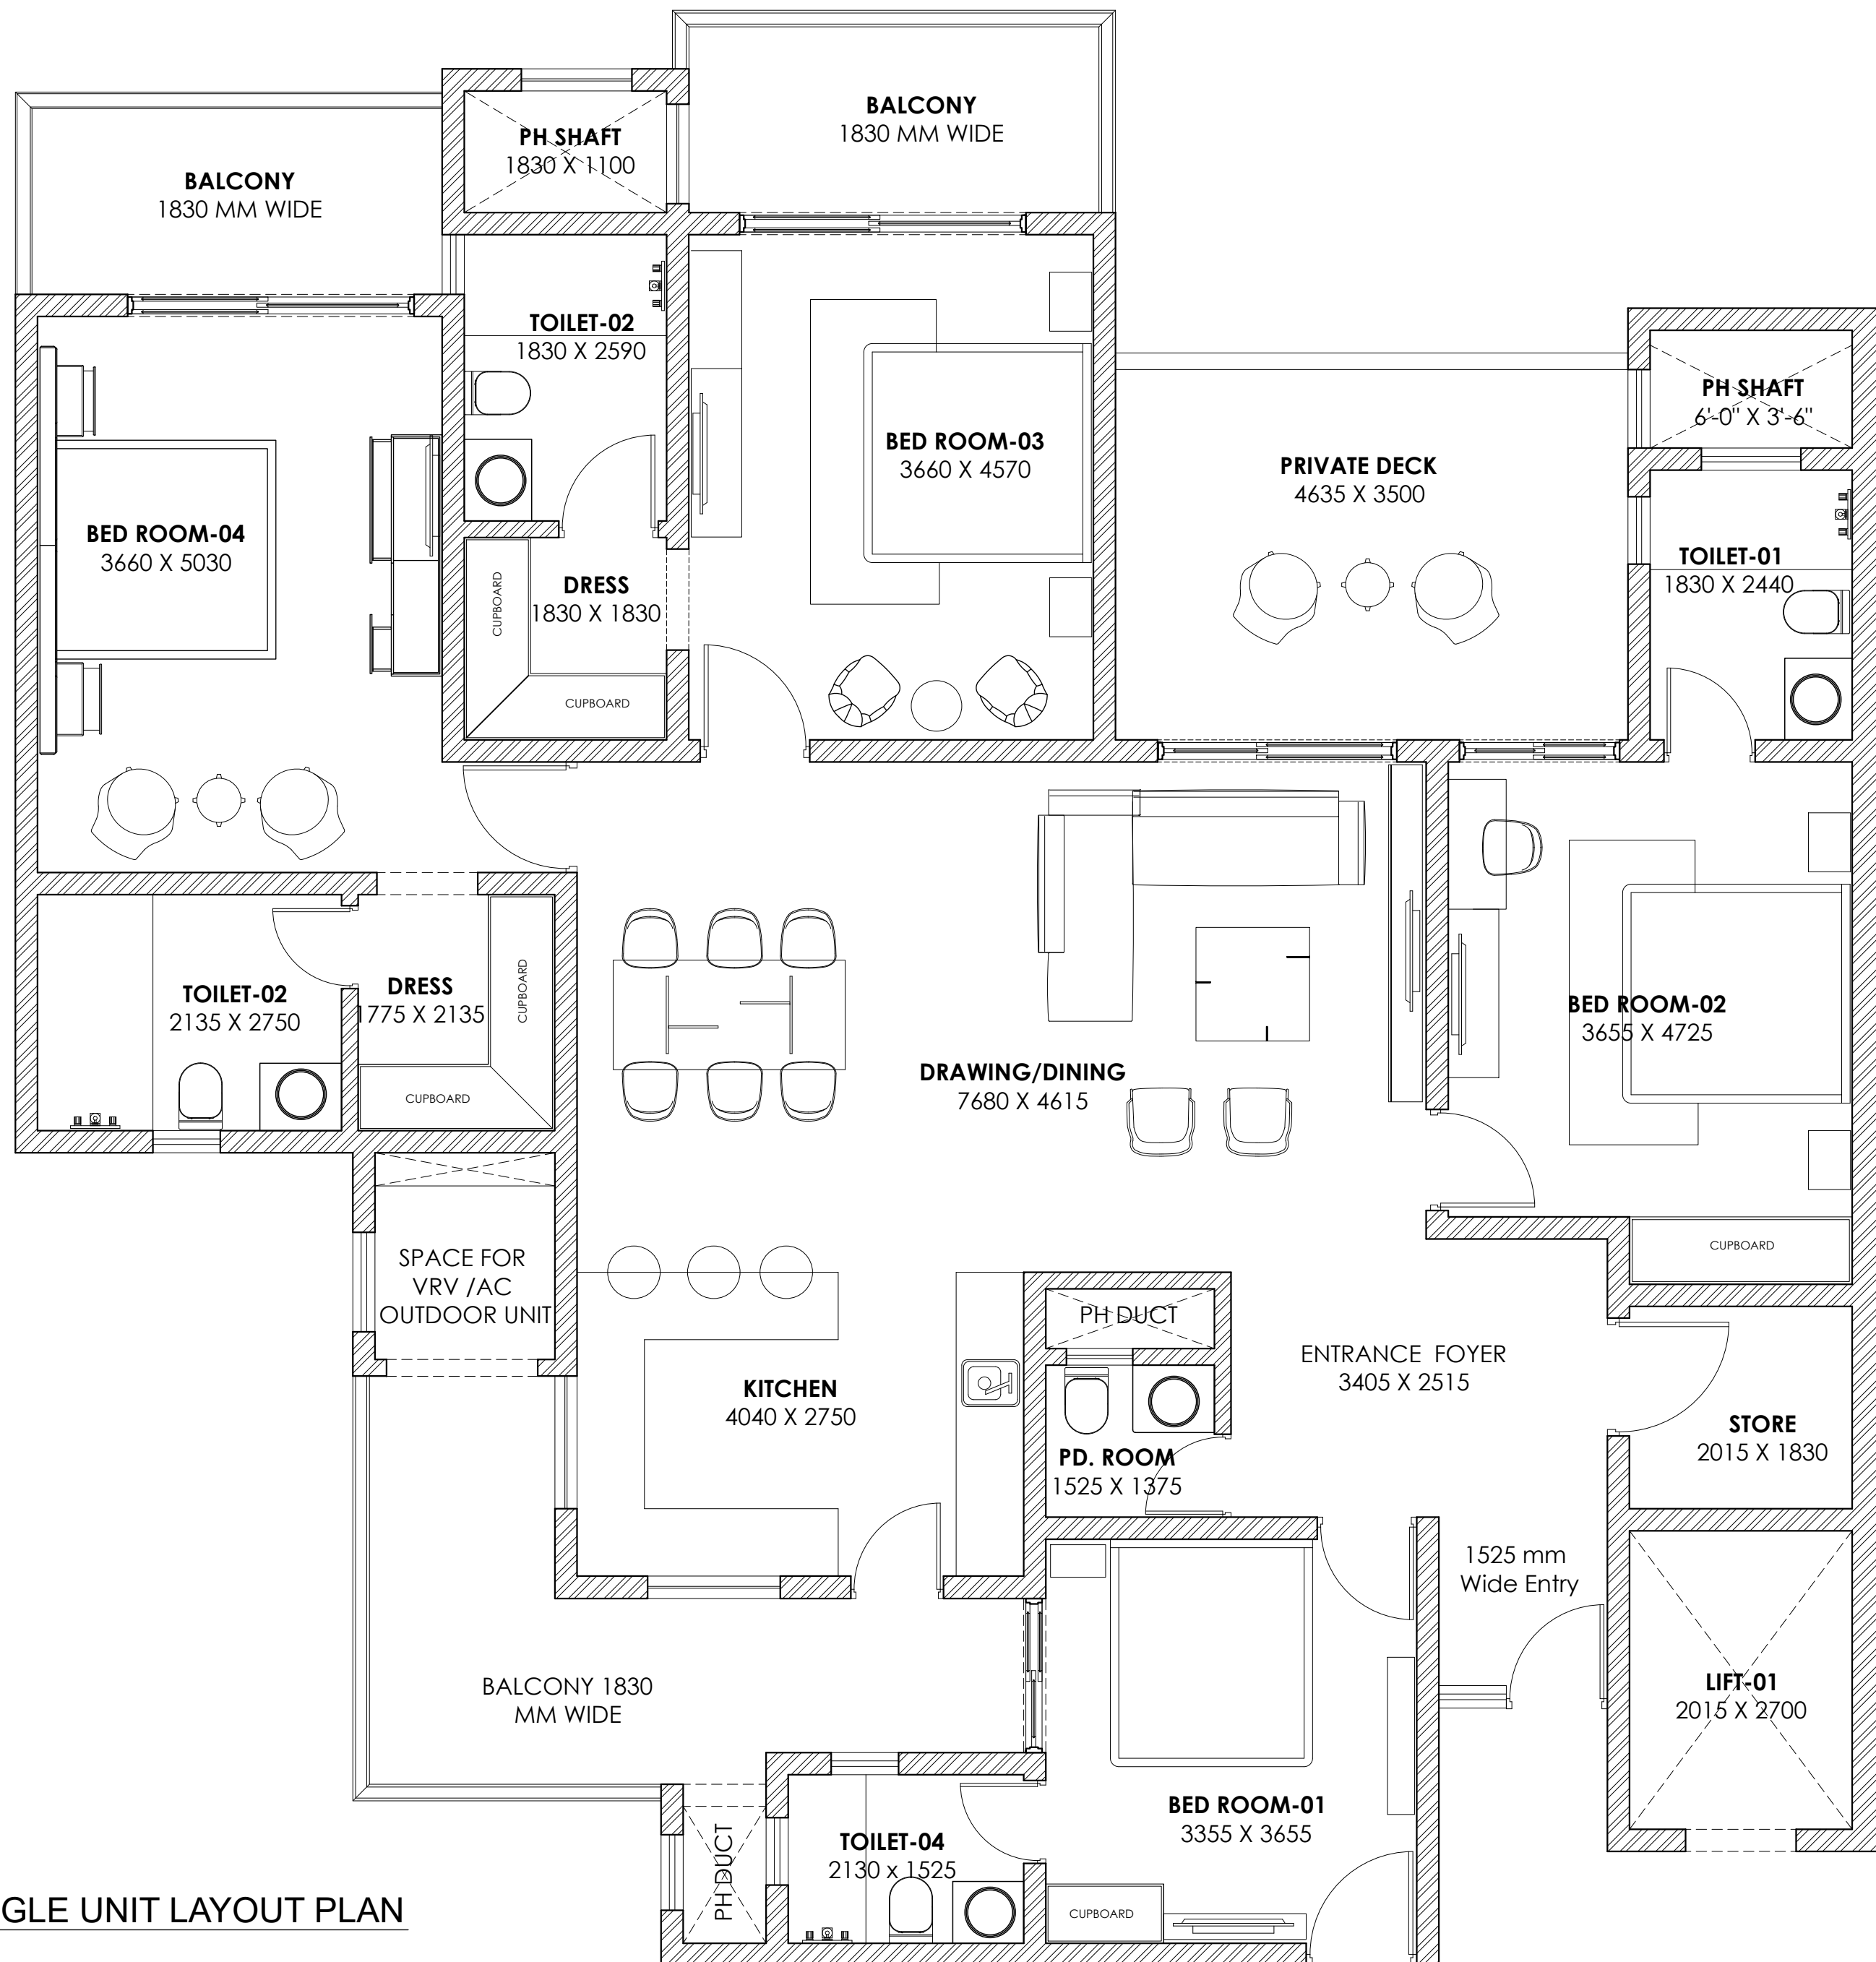 BALCONY
1830 MM WIDE
PH SHAFT
1830 X 1100
BALCONY
1830 MM WIDE
TOILET-02
1830 X 2590
PH SHAFT
6'-0" X 3'-6"
BED ROOM-03
3660 X 4570
PRIVATE DECK
4635 X 3500
BED ROOM-04
3660 X 5030
TOILET-01
1830 X 2440
CUPBOARD
DRESS
1830 X 1830
CUPBOARD
TOILET-02
2135 X 2750
DRESS
1775 X 2135
CUPBOARD
CUPBOARD
BED ROOM-02
3655 X 4725
DRAWING/DINING
7680 X 4615
CUPBOARD
SPACE FOR
VRV /AC
OUTDOOR UNIT
PH DUCT
ENTRANCE FOYER
3405 X 2515
KITCHEN
4040 X 2750
STORE
2015 X 1830
PD. ROOM
1525 X 1375
1525 mm
Wide Entry
BALCONY 1830
MM WIDE
LIFT-01
2015 X 2700
BED ROOM-01
3355 X 3655
PH DUCT
TOILET-04
2130 x 1525
CUPBOARD
GLE UNIT LAYOUT PLAN